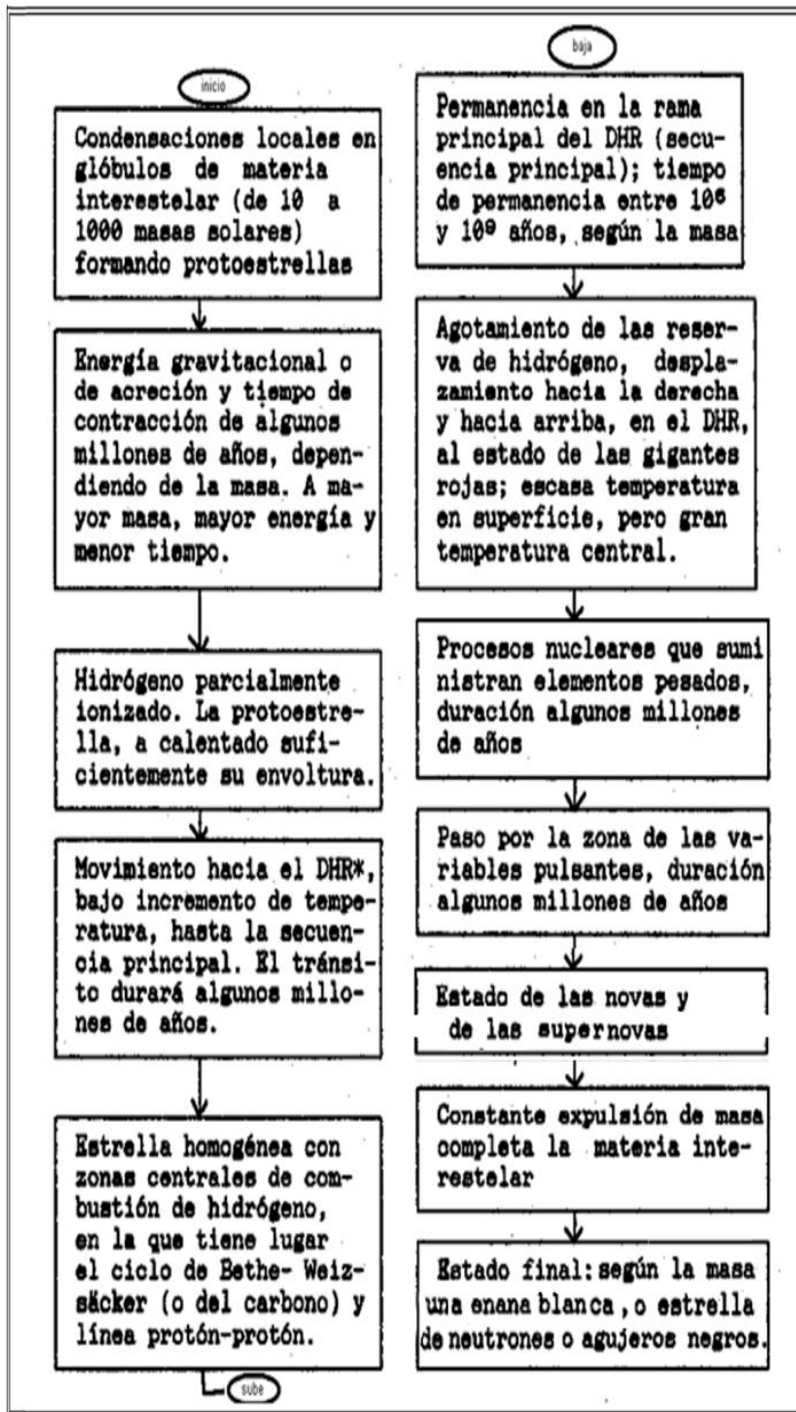 inicio
Condensaciones locales en
glóbulos de materia
interestelar (de 10 a
1000 masas solares)
formando protoestrellas
Energía gravitacional o
de acreción y tiempo de
contracción de algunos
millones de años, depen-
diendo de la masa. A ma-
yor masa, mayor energía y
menor tiempo.
Hidrógeno parcialmente
ionizado. La protoestre-
lla, a calentado sufi-
cientemente su envoltura.
Movimiento hacia el DHR*,
bajo incremento de tempe-
ratura, hasta la secuen-
cia principal. El tránsi-
to durará algunos millo-
nes de años.
Estrella homogénea con
zonas centrales de com-
bustión de hidrógeno,
en la que tiene lugar
el ciclo de Bethe- Weiz-
säcker (o del carbono) y
línea protón-protón.
sube
baja
Permanencia en la rama
principal del DHR (secu-
encia principal); tiempo
de permanencia entre 10⁶
y 10⁹ años, según la masa
Agotamiento de las reser-
va de hidrógeno, despla-
zamiento hacia la derecha
y hacia arriba, en el DHR,
al estado de las gigantes
rojas; escasa temperatura
en superficie, pero gran
temperatura central.
Procesos nucleares que sumi
nistran elementos pesados,
duración algunos millones
de años
Paso por la zona de las va-
riables pulsantes, duración
algunos millones de años
Estado de las novas y
de las supernovas
Constante expulsión de masa
completa la materia inte-
restelar
Estado final: según la masa
una enana blanca, o estrella
de neutrones o agujeros negros.